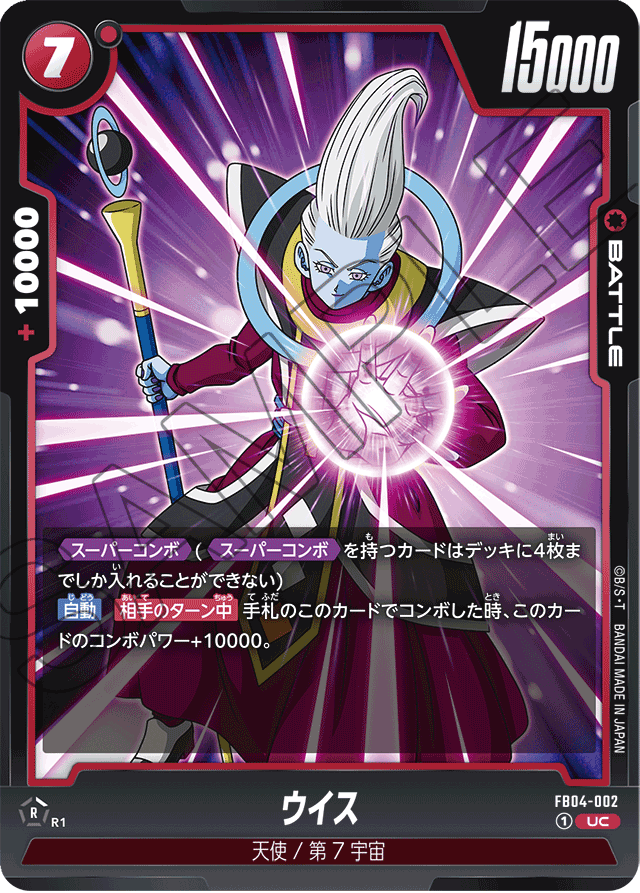 7
15000
+10000
BATTLE
SAMPLE
スーパーコンボ ( スーパーコンボ を持つカードはデッキに4枚ま
でしか入れることができない)
自動 相手のターン中 手札のこのカードでコンボした時、このカー
ドのコンボパワー+10000。
©B/S・T BANDAI MADE IN JAPAN
ウイス
FB04-002
R R1
1 UC
天使 / 第7宇宙